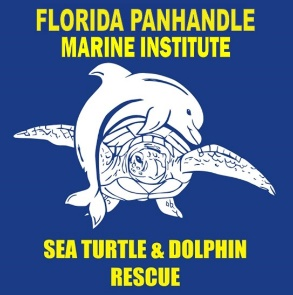 FLORIDA PANHANDLE
MARINE INSTITUTE
SEA TURTLE & DOLPHIN
RESCUE